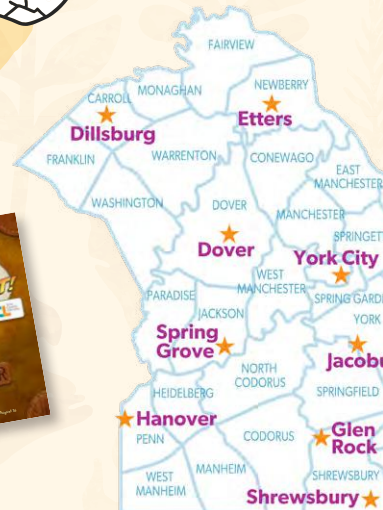 FAIRVIEW
NEWBERRY
MONAGHAN
CARROLL
Etters
Dillsburg
FRANKLIN
WARRENTON
CONEWAGO
EAST
MANCHESTER
WASHINGTON
DOVER
MANCHESTER
SPRINGETT
Dover
York City
WEST
MANCHESTER
PARADISE
SPRING GARD
JACKSON
YORK
Spring
Grove
Jacobu
NORTH
CODORUS
HEIDELBERG
SPRINGFIELD
Hanover
PENN
CODORUS
Glen
Rock
WEST
MANHEIM
MANHEIM
SHREWSBURY
Shrewsbury